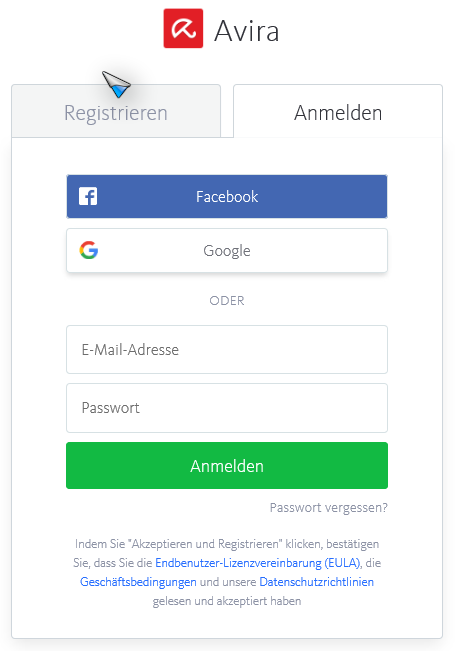 Avira
Registrieren
Anmelden
Facebook
Google
ODER
E-Mail-Adresse
Passwort
Anmelden
Passwort vergessen?
Indem Sie "Akzeptieren und Registrieren" klicken, bestätigen
Sie, dass Sie die Endbenutzer-Lizenzvereinbarung (EULA), die
Geschäftsbedingungen und unsere Datenschutzrichtlinien
gelesen und akzeptiert haben